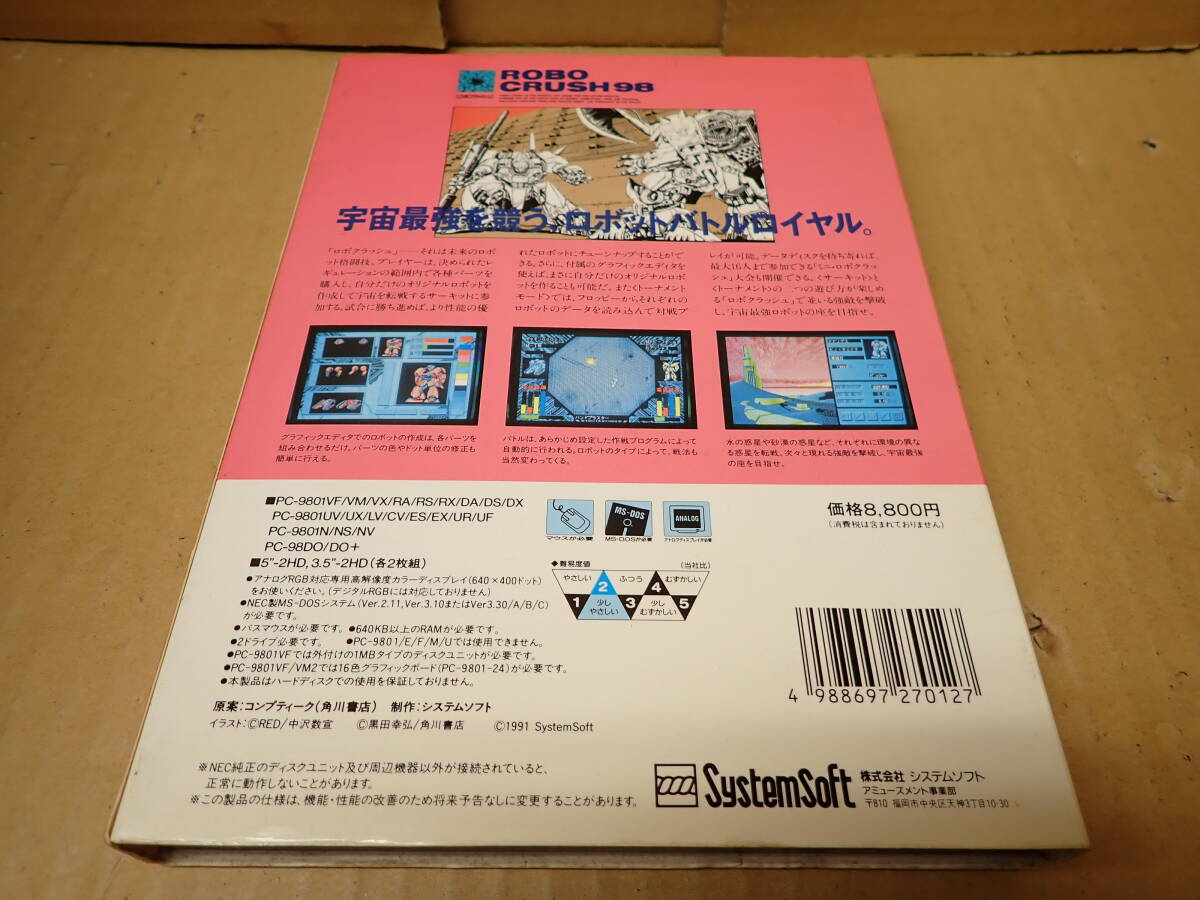 ROBO
CRUSH98
宇宙最強を競う、ロボットバトルロイヤル。
「ロボクラッシュ」──それは未来のロボ
ット格闘技。プレイヤーは、決められたレ
ギュレーションの範囲内で各種パーツを
購入し、自分だけのオリジナルロボットを
作成して宇宙を転戦するサーキットに参
加する。試合に勝ち進めば、より性能の優
れたロボットにチューンナップすることがで
きる。さらに、付属のグラフィックエディタを
使えば、まさに自分だけのオリジナルロボ
ットを作ることも可能だ。また〈トーナメント
モード〉では、フロッピーからそれぞれの
ロボットのデータを読み込んで対戦プ
レイが可能。データディスクを持ち寄れば、
最大16人まで参加できる「ミニ・ロボクラッ
シュ」大会も開催できる。〈サーキット〉と
〈トーナメント〉の二つの遊び方が楽しめ
る「ロボクラッシュ」で並いる強敵を撃破
し、宇宙最強ロボットの座を目指せ。
ハンドブラスター
グラフィックエディタでのロボットの作成は、各パーツを
組み合わせるだけ。パーツの色やドット単位の修正も
簡単に行える。
バトルは、あらかじめ設定した作戦プログラムによって
自動的に行われる。ロボットのタイプによって、戦法も
当然変わってくる。
水の惑星や砂漠の惑星など、それぞれに環境の異な
る惑星を転戦。次々と現れる強敵を撃破し、宇宙最強
の座を目指せ。
■PC-9801VF/VM/VX/RA/RS/RX/DA/DS/DX
PC-9801UV/UX/LV/CV/ES/EX/UR/UF
PC-9801N/NS/NV
PC-98DO/DO+
■5"-2HD, 3.5"-2HD(各2枚組)
マウスが必要
MS-DOS
MS-DOSが必要
ANALOG
アナログディスプレイが必要
価格8,800円
(消費税は含まれておりません)
●アナログRGB対応専用高解像度カラーディスプレイ(640×400ドット)
をお使いください。(デジタルRGBには対応しておりません)
●NEC製MS-DOSシステム(Ver.2.11,Ver.3.10またはVer3.30/A/B/C)
が必要です。
●バスマウスが必要です。 ●640KB以上のRAMが必要です。
●2ドライブ必要です。 ●PC-9801/E/F/M/Uでは使用できません。
●PC-9801VFでは外付けの1MBタイプのディスクユニットが必要です。
●PC-9801VF/VM2では16色グラフィックボード(PC-9801-24)が必要です。
●本製品はハードディスクでの使用を保証しておりません。
◆難易度値 (当社比)
やさしい 2 ふつう 4 むずかしい
1 少しやさしい 3 少しむずかしい 5
4 988697 270127
原案:コンプティーク(角川書店) 制作:システムソフト
イラスト:©RED/中沢数宣 ©黒田幸弘/角川書店 ©1991 SystemSoft
※NEC純正のディスクユニット及び周辺機器以外が接続されていると、
正常に動作しないことがあります。
※この製品の仕様は、機能・性能の改善のため将来予告なしに変更することがあります。
SystemSoft
株式会社 システムソフト
アミューズメント事業部
〒810 福岡市中央区天神3丁目10-30